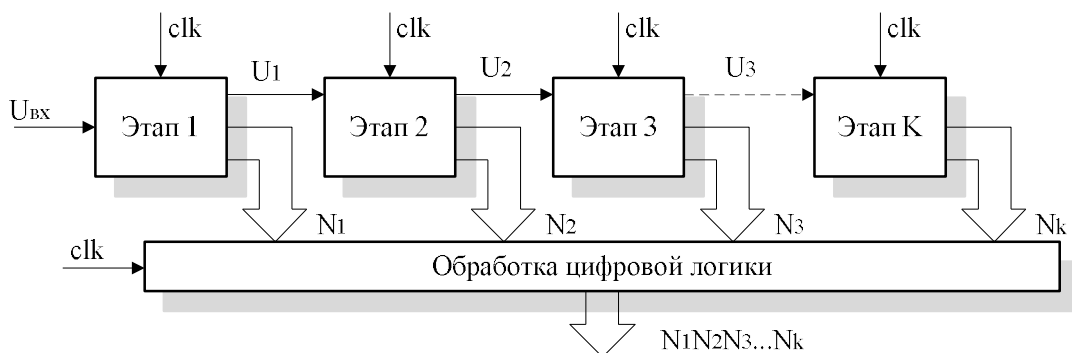 clk clk clk clk
U1 U2 U3
Uвх Этап 1 Этап 2 Этап 3 Этап K
N1 N2 N3 Nk
clk Обработка цифровой логики
N1N2N3...Nk